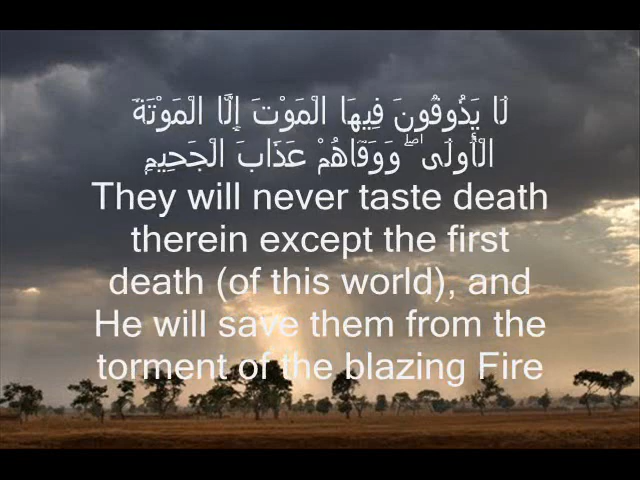 لَا يَذُوقُونَ فِيهَا الْمَوْتَ إِلَّا الْمَوْتَةَ
الْأُولَىٰ ۖ وَوَقَاهُمْ عَذَابَ الْجَحِيمِ
They will never taste death
therein except the first
death (of this world), and
He will save them from the
torment of the blazing Fire